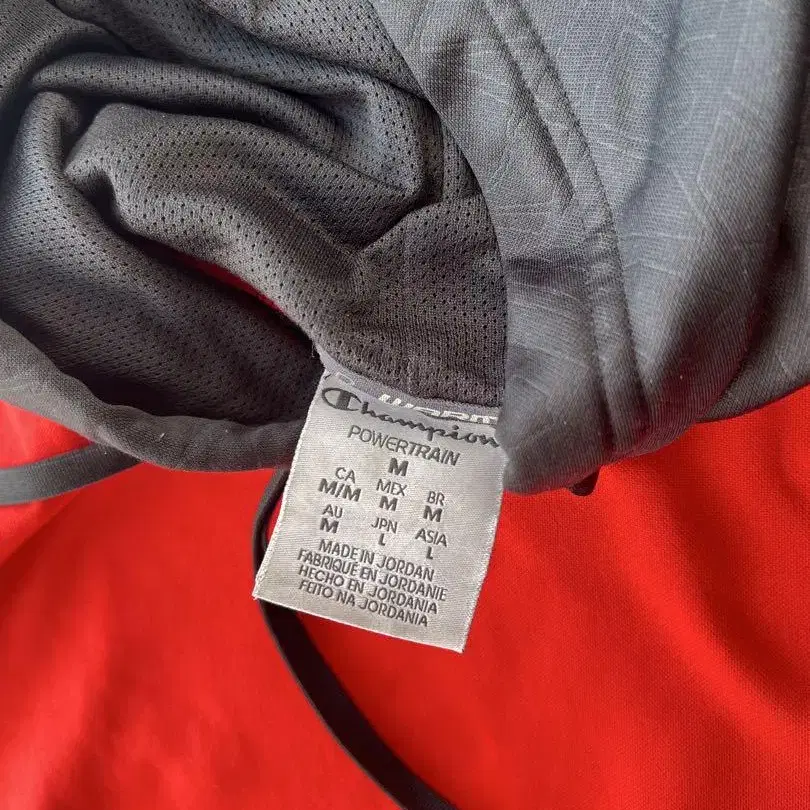 Champion
POWERTRAIN
M
CA MEX BR
M/M M M
AU JPN ASIA
M L L
MADE IN JORDAN
FABRIQUÉ EN JORDANIE
HECHO EN JORDANIA
FEITO NA JORDANIA